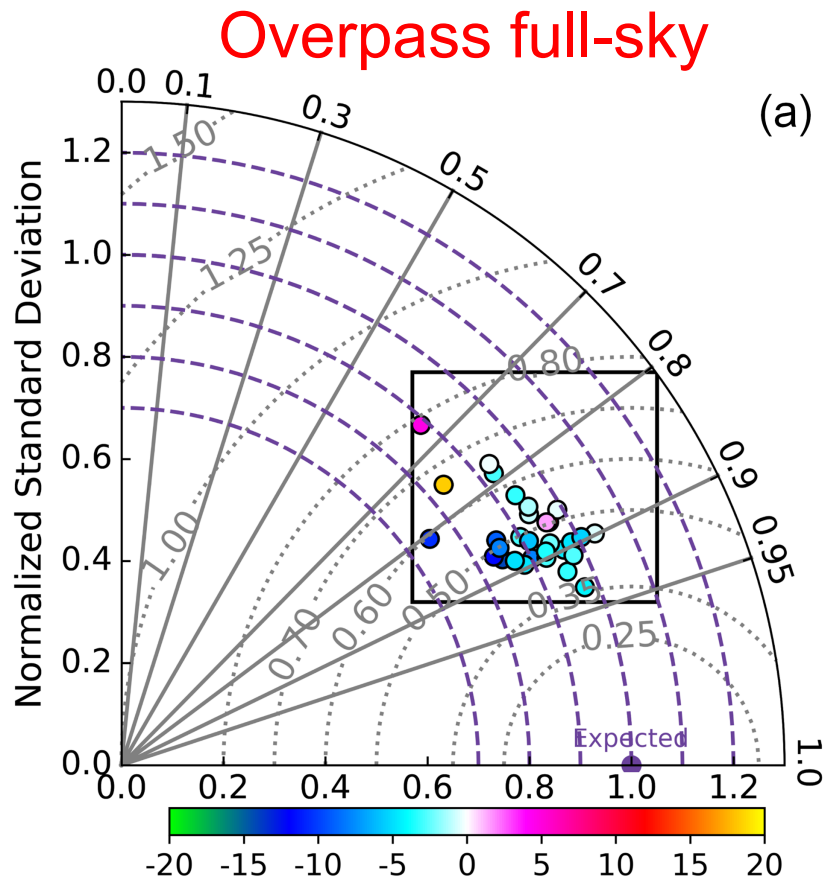 Overpass full-sky
(a)
0.0 0.1 0.3 0.5 0.7 0.8 0.9 0.95 1.0
Normalized Standard Deviation
1.2
1.0
0.8
0.6
0.4
0.2
0.0
1.50
1.25
1.00
0.80
0.70
0.60
0.50
0.35
0.25
Expected
0.0 0.2 0.4 0.6 0.8 1.0 1.2
-20 -15 -10 -5 0 5 10 15 20